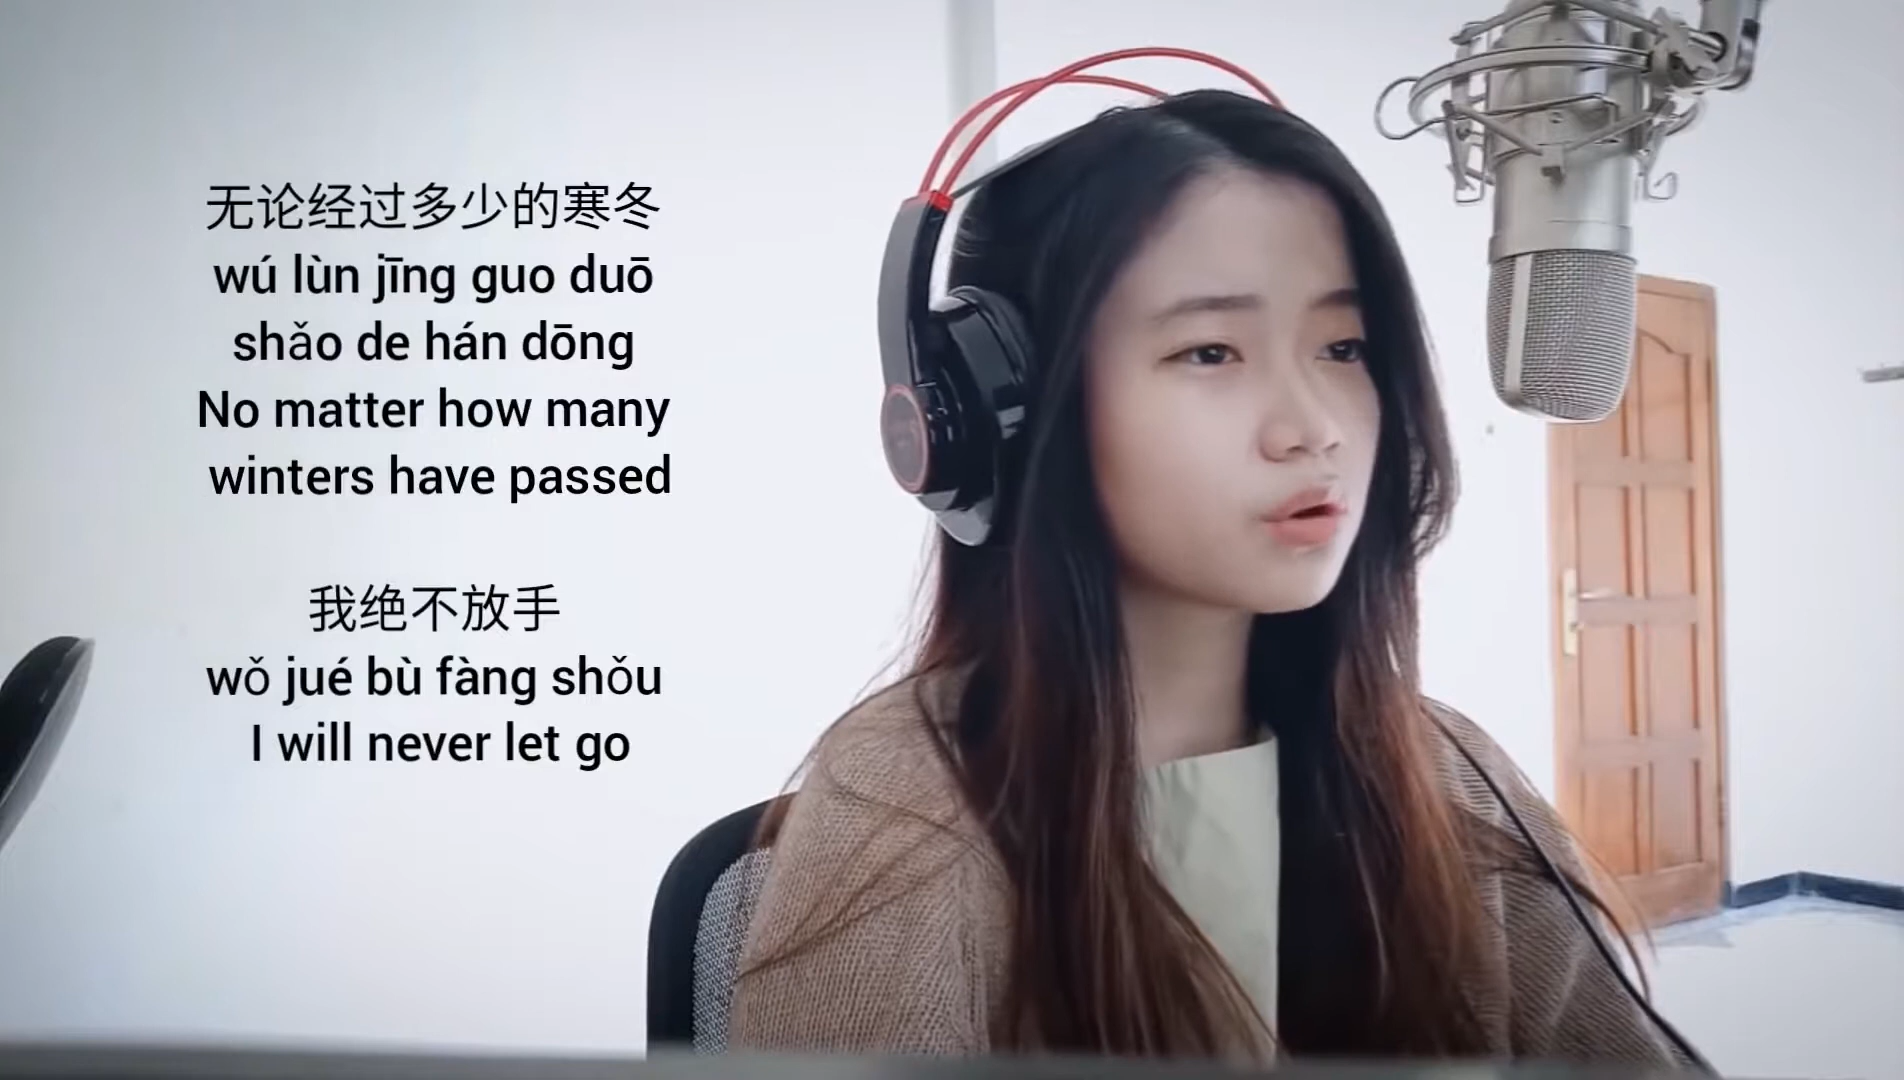 无论经过多少的寒冬
wú lùn jīng guo duō
shǎo de hán dōng
No matter how many
winters have passed
我绝不放手
wǒ jué bù fàng shǒu
I will never let go